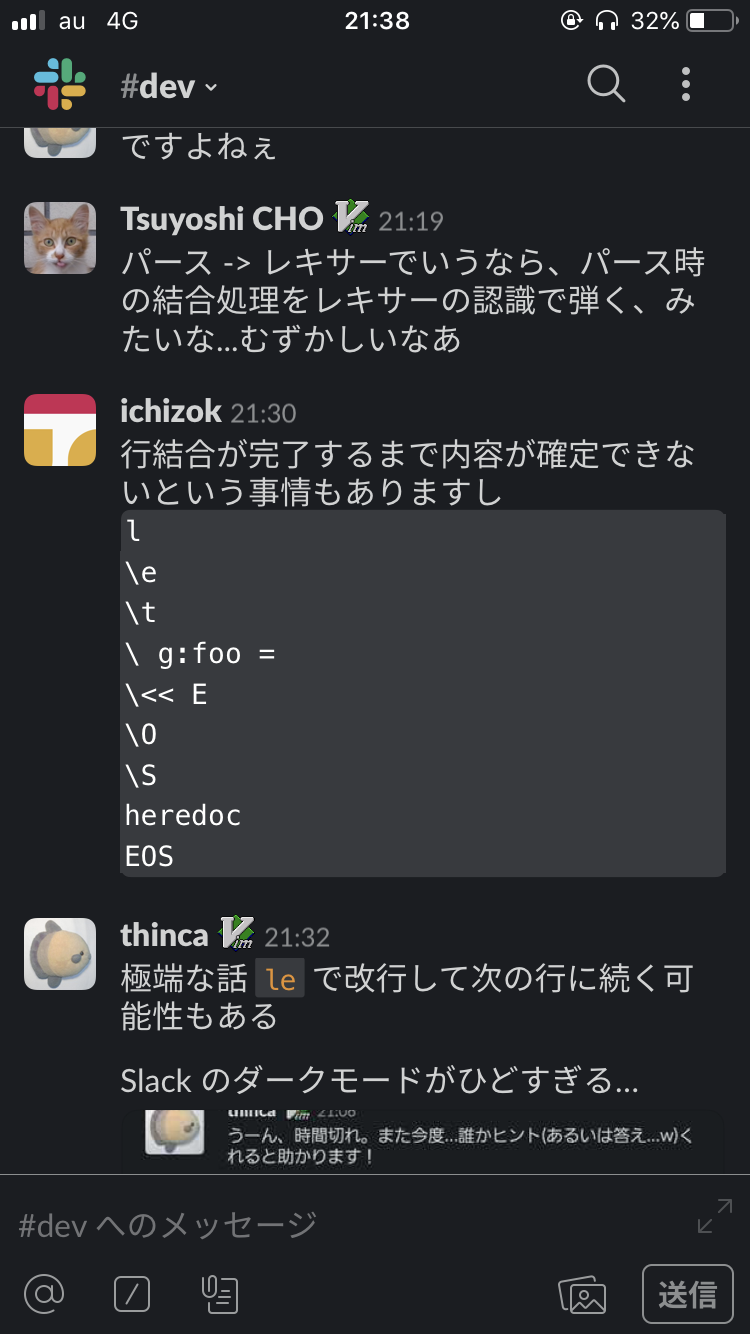 au 4G 21:38 32%
#dev
ですよねぇ
Tsuyoshi CHO Vim 21:19
パース -> レキサーでいうなら、パース時
の結合処理をレキサーの認識で弾く、み
たいな...むずかしいなあ
ichizok 21:30
行結合が完了するまで内容が確定できな
いという事情もありますし
l
\e
\t
\ g:foo =
\<< E
\O
\S
heredoc
EOS
thinca Vim 21:32
極端な話 le で改行して次の行に続く可
能性もある
Slack のダークモードがひどすぎる...
thinca Vim 21:06
うーん、時間切れ。また今度...誰かヒント(あるいは答え...w)く
れると助かります！
#dev へのメッセージ
送信